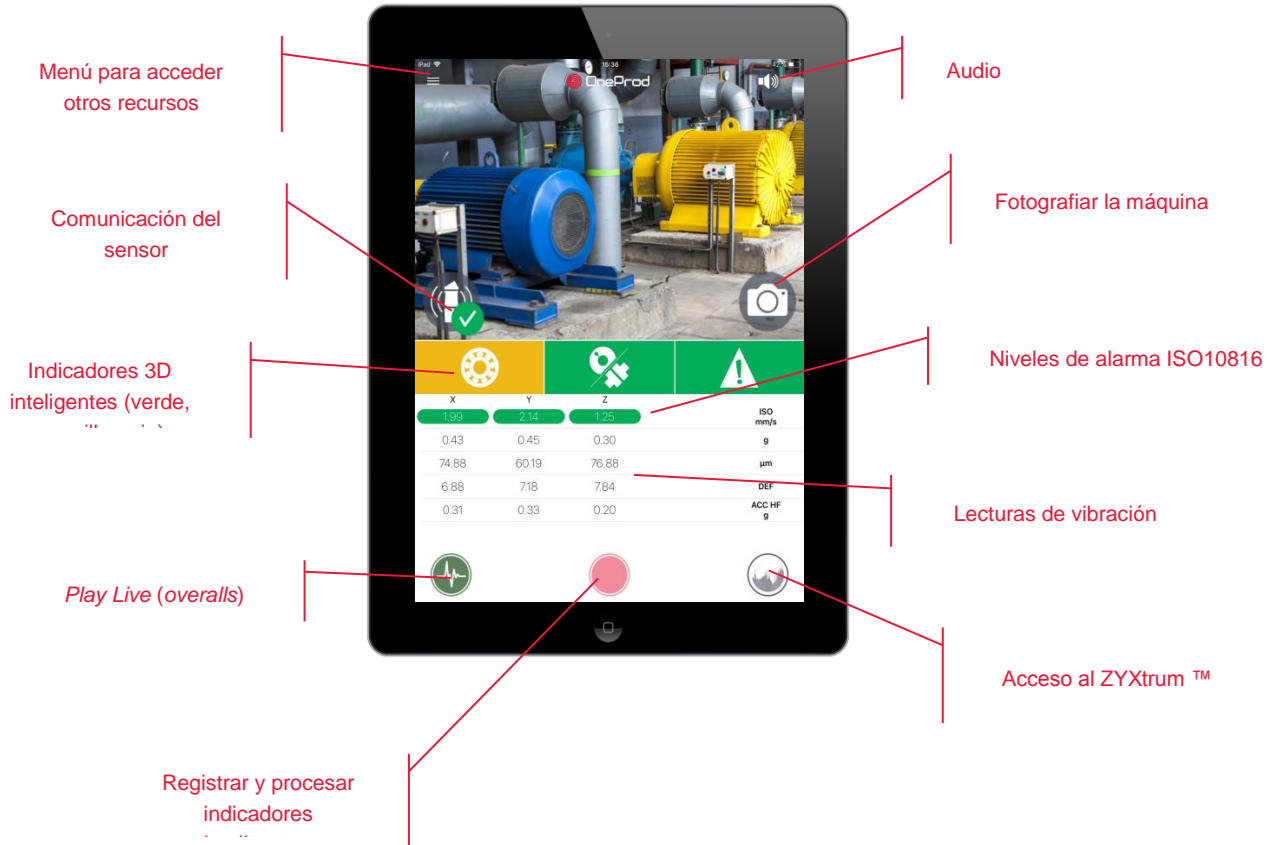 Menú para acceder
otros recursos
Audio
iPad
15:36
OneProd
Comunicación del
sensor
Fotografiar la máquina
Indicadores 3D
inteligentes (verde,
Niveles de alarma ISO10816
X Y Z
1.99 2.14 1.25 ISO
mm/s
0.43 0.45 0.30 g
74.88 60.19 76.88 µm
6.88 7.18 7.84 DEF
0.31 0.33 0.20 ACC HF
g
Lecturas de vibración
Play Live (overalls)
Acceso al ZYXtrum ™
Registrar y procesar
indicadores